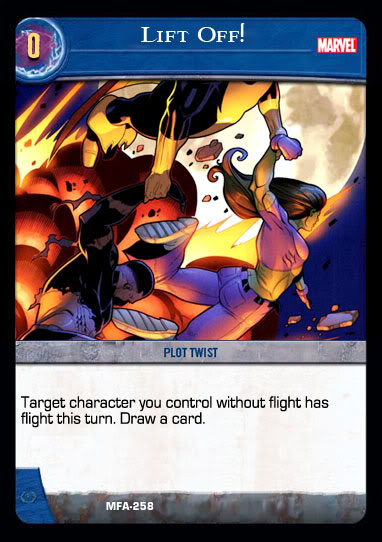 0
LIFT OFF!
MARVEL
PLOT TWIST
Target character you control without flight has
flight this turn. Draw a card.
MFA-258